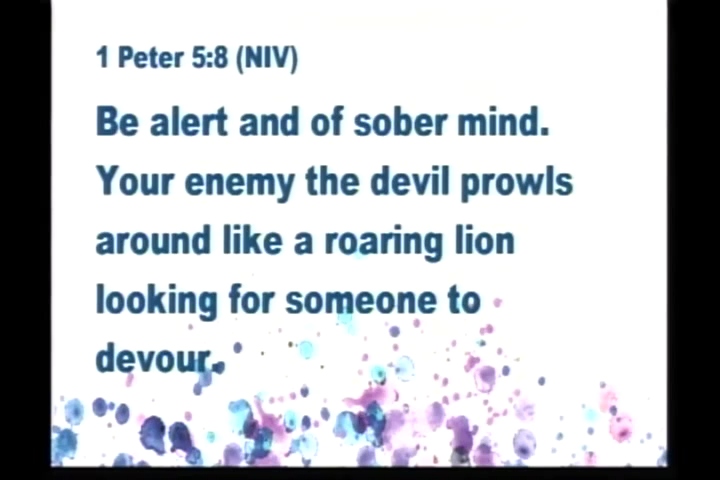 1 Peter 5:8 (NIV)
Be alert and of sober mind.
Your enemy the devil prowls
around like a roaring lion
looking for someone to
devour.